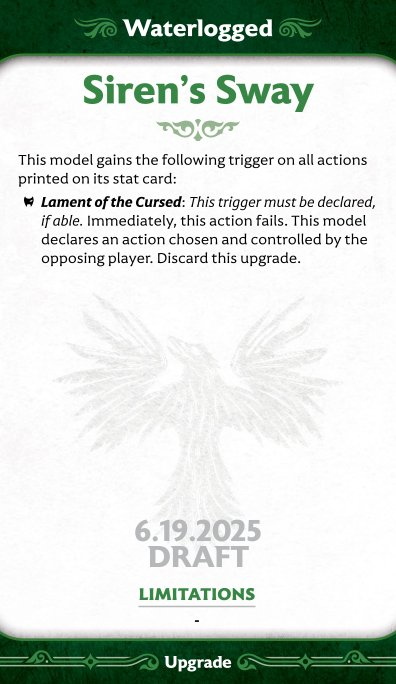 Waterlogged
Siren's Sway
This model gains the following trigger on all actions
printed on its stat card:
Lament of the Cursed: This trigger must be declared,
if able. Immediately, this action fails. This model
declares an action chosen and controlled by the
opposing player. Discard this upgrade.
6.19.2025
DRAFT
LIMITATIONS
-
Upgrade